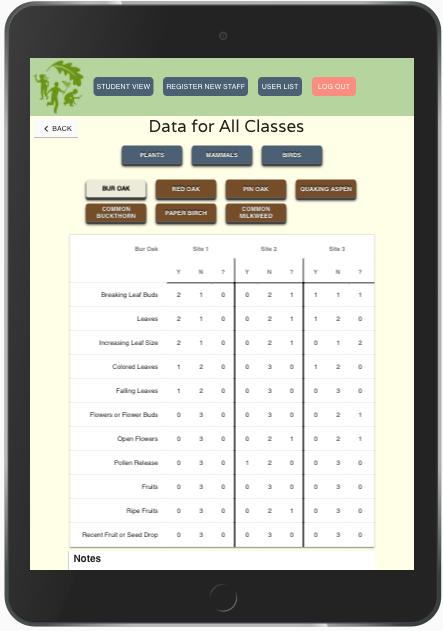 STUDENT VIEW REGISTER NEW STAFF USER LIST LOG OUT
BACK
Data for All Classes
PLANTS MAMMALS BIRDS
BUR OAK RED OAK PIN OAK QUAKING ASPEN
COMMON BUCKTHORN PAPER BIRCH COMMON MILKWEED
Bur Oak Site 1 Site 2 Site 3
Y N ? Y N ? Y N ?
Breaking Leaf Buds 2 1 0 0 2 1 1 1 1
Leaves 2 1 0 0 2 1 1 2 0
Increasing Leaf Size 2 1 0 0 2 1 0 1 2
Colored Leaves 1 2 0 0 3 0 1 2 0
Falling Leaves 1 2 0 0 3 0 0 3 0
Flowers or Flower Buds 0 3 0 0 3 0 0 2 1
Open Flowers 0 3 0 0 2 1 0 2 1
Pollen Release 0 3 0 1 2 0 0 3 0
Fruits 0 3 0 0 3 0 0 3 0
Ripe Fruits 0 3 0 0 2 1 0 3 0
Recent Fruit or Seed Drop 0 3 0 0 3 0 0 3 0
Notes